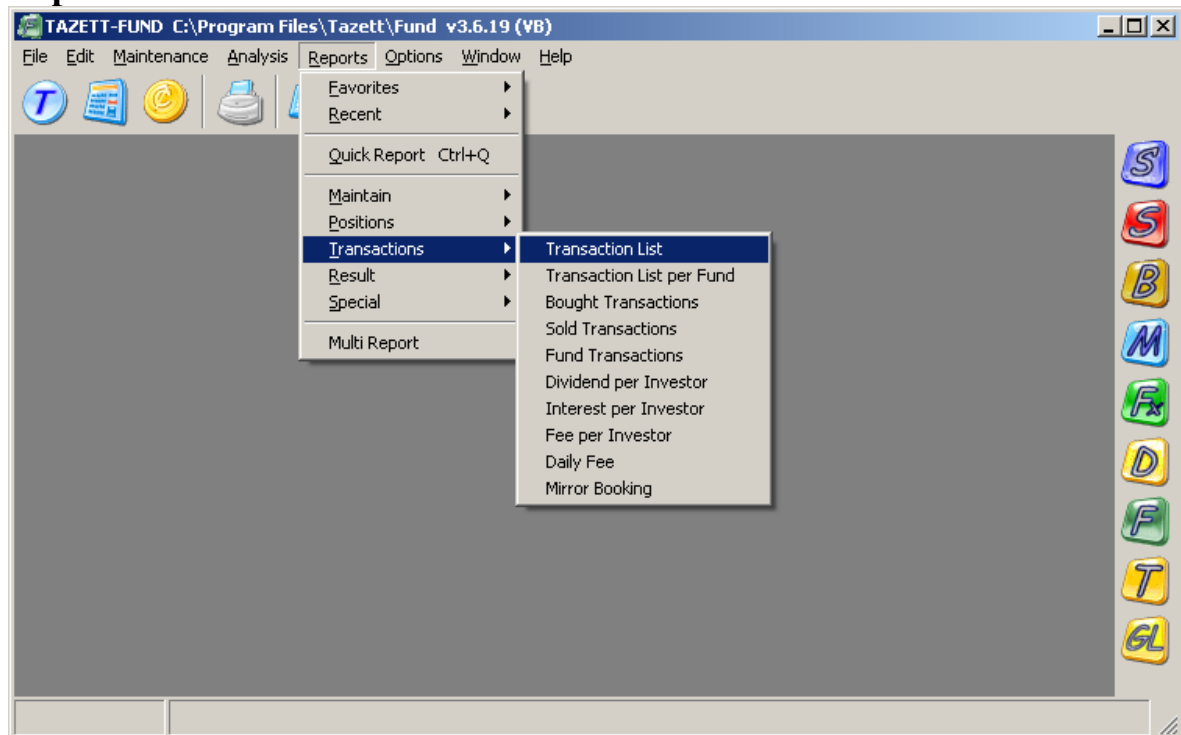 TAZETT-FUND C:\Program Files\Tazett\Fund v3.6.19 (VB)
File Edit Maintenance Analysis Reports Options Window Help
T
Favorites
Recent
Quick Report Ctrl+Q
Maintain
Positions
Transactions
Result
Special
Multi Report
Transaction List
Transaction List per Fund
Bought Transactions
Sold Transactions
Fund Transactions
Dividend per Investor
Interest per Investor
Fee per Investor
Daily Fee
Mirror Booking
S
S
B
M
Fx
D
F
T
GL